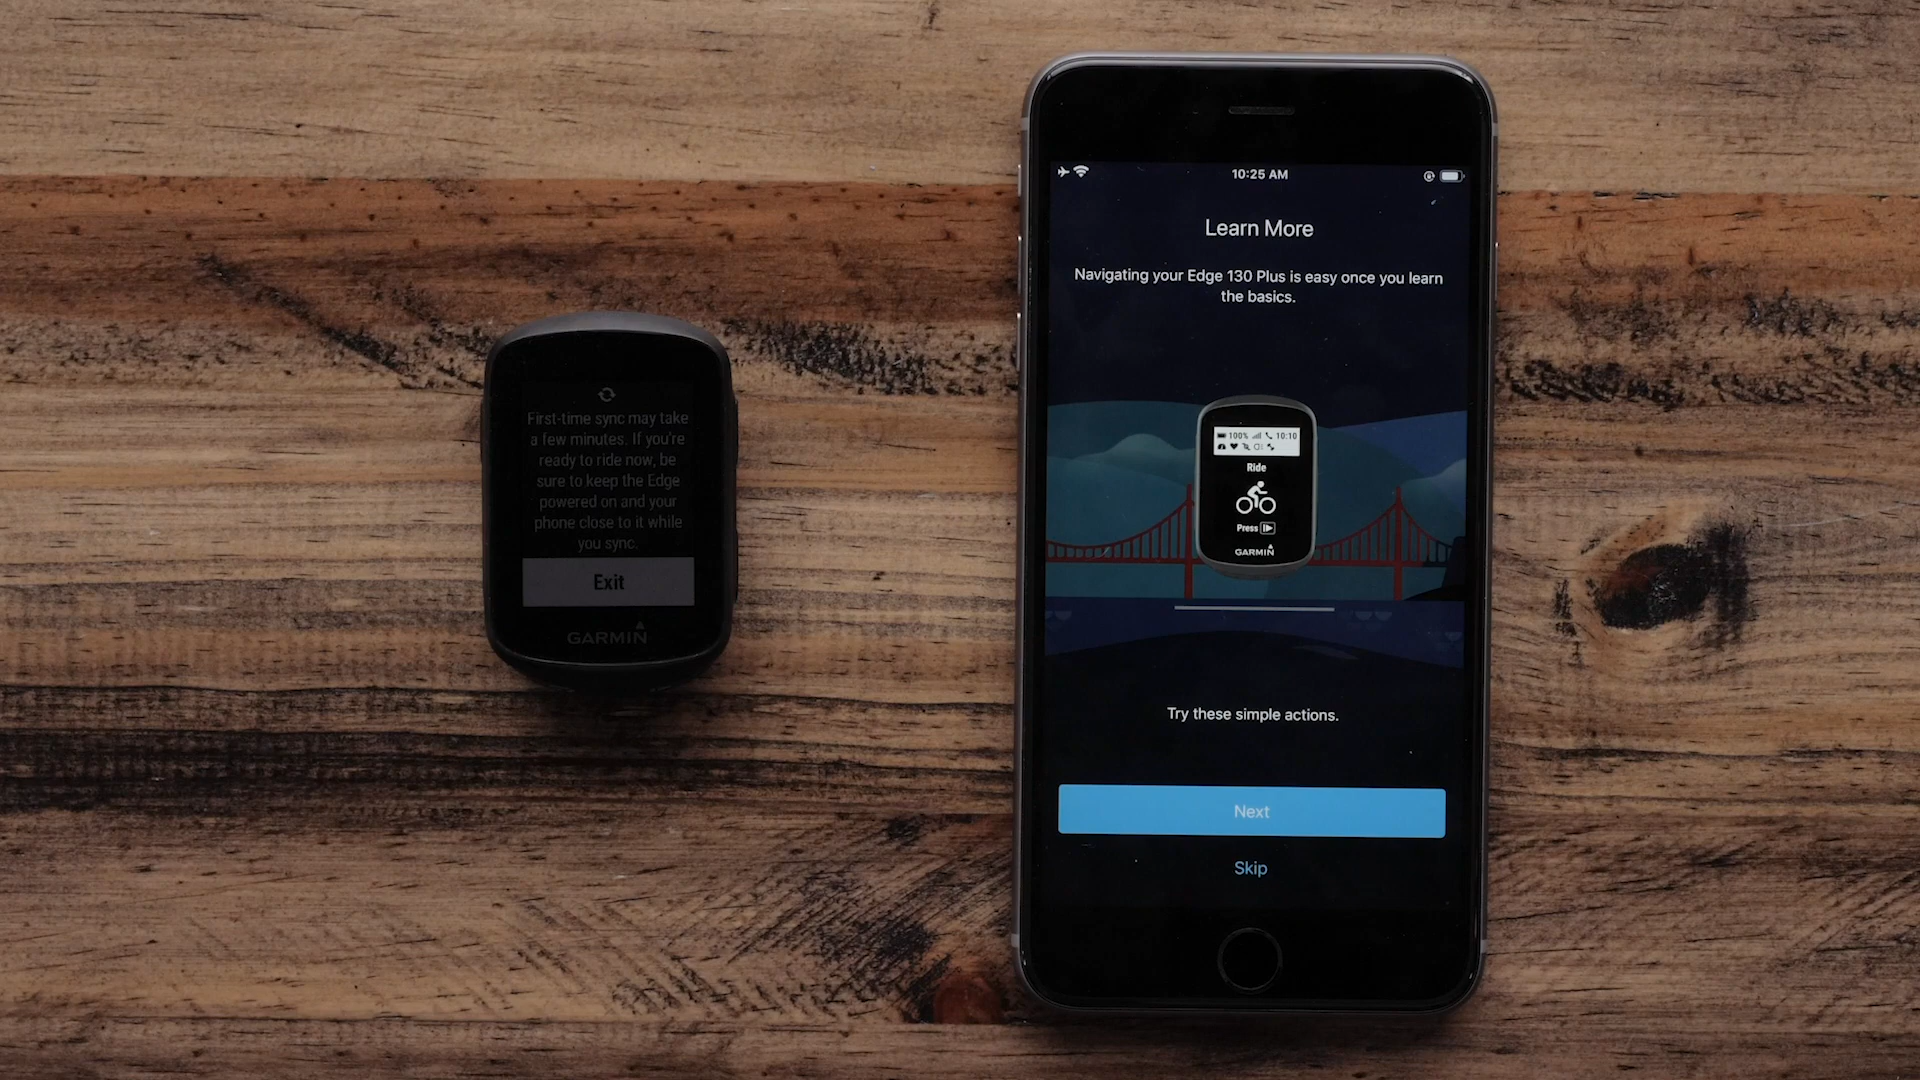 First-time sync may take
a few minutes. If you're
ready to ride now, be
sure to keep the Edge
powered on and your
phone close to it while
you sync.
Exit
GARMIN
10:25 AM
Learn More
Navigating your Edge 130 Plus is easy once you learn
the basics.
100% 10:10
Ride
Press
GARMIN
Try these simple actions.
Next
Skip